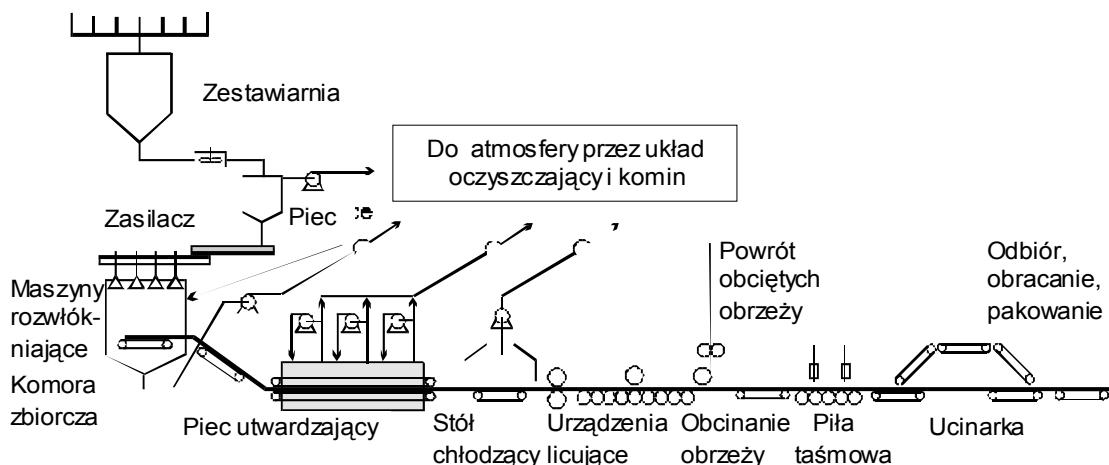 Zestawiarnia
Do atmosfery przez układ
oczyszczający i komin
Zasilacz
Piec
Maszyny
rozwłók-
niające
Komora
zbiorcza
Powrót
obciętych
obrzeży
Odbiór,
obracanie,
pakowanie
Piec utwardzający
Stół
chłodzący
Urządzenia
licujące
Obcinanie
obrzeży
Piła
taśmowa
Ucinarka